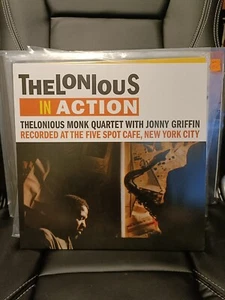 THELONIOUS
IN ACTION
THELONIOUS MONK QUARTET WITH JONNY GRIFFIN
RECORDED AT THE FIVE SPOT CAFE, NEW YORK CITY